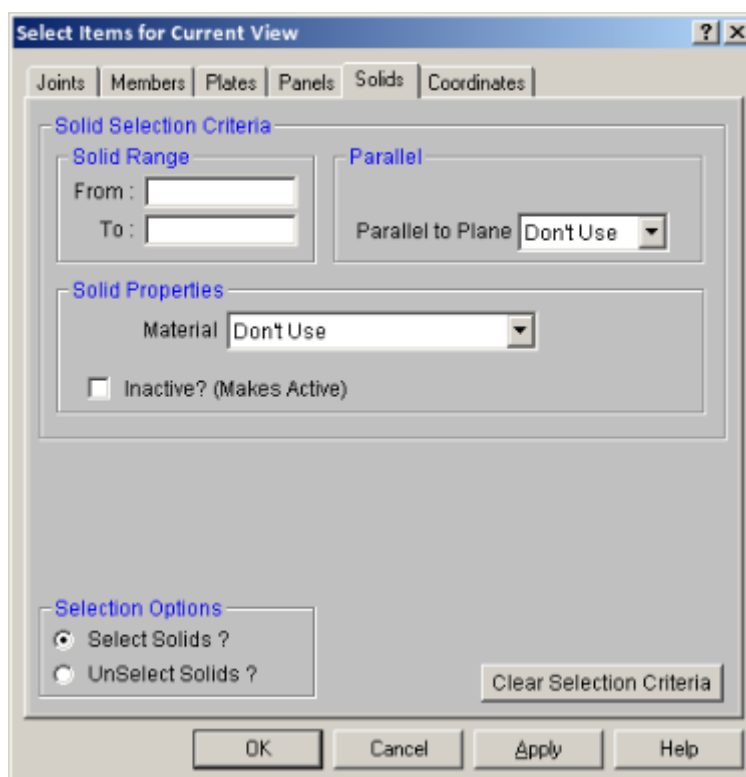 Select Items for Current View
Joints Members Plates Panels Solids Coordinates
Solid Selection Criteria
Solid Range
From :
To :
Parallel
Parallel to Plane Don't Use
Solid Properties
Material Don't Use
Inactive? (Makes Active)
Selection Options
Select Solids ?
UnSelect Solids ?
Clear Selection Criteria
OK Cancel Apply Help